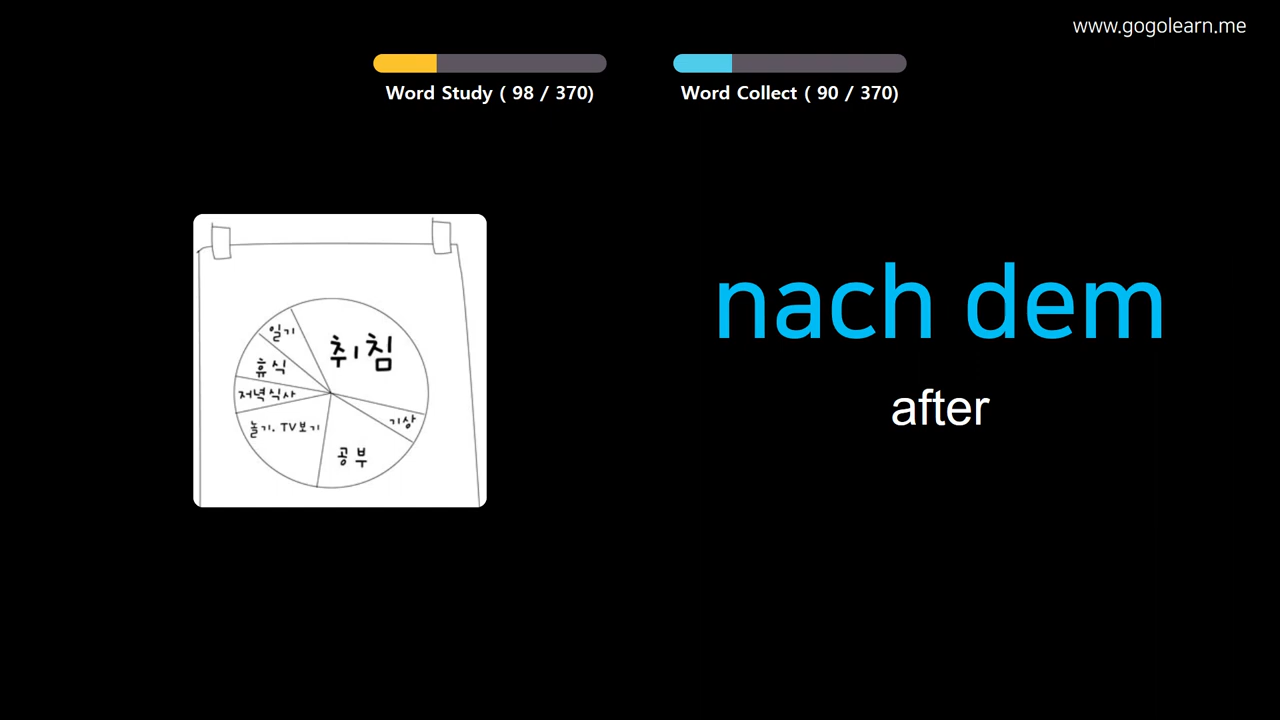 www.gogolearn.me
Word Study ( 98 / 370)
Word Collect ( 90 / 370)
일기
취침
휴식
저녁식사
기상
놀기. TV보기
공부
nach dem
after